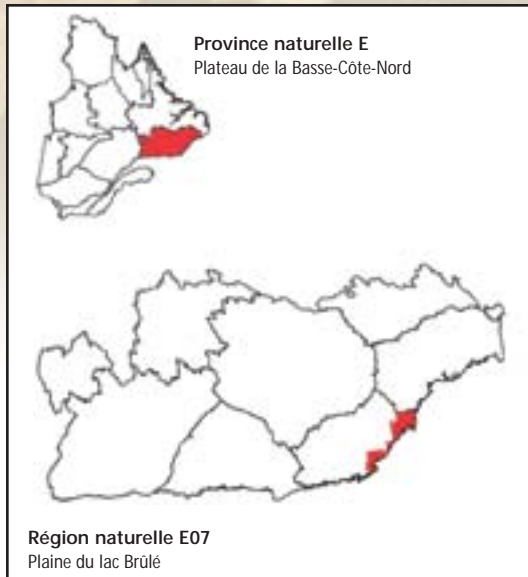 Province naturelle E
Plateau de la Basse-Côte-Nord
Région naturelle E07
Plaine du lac Brûlé